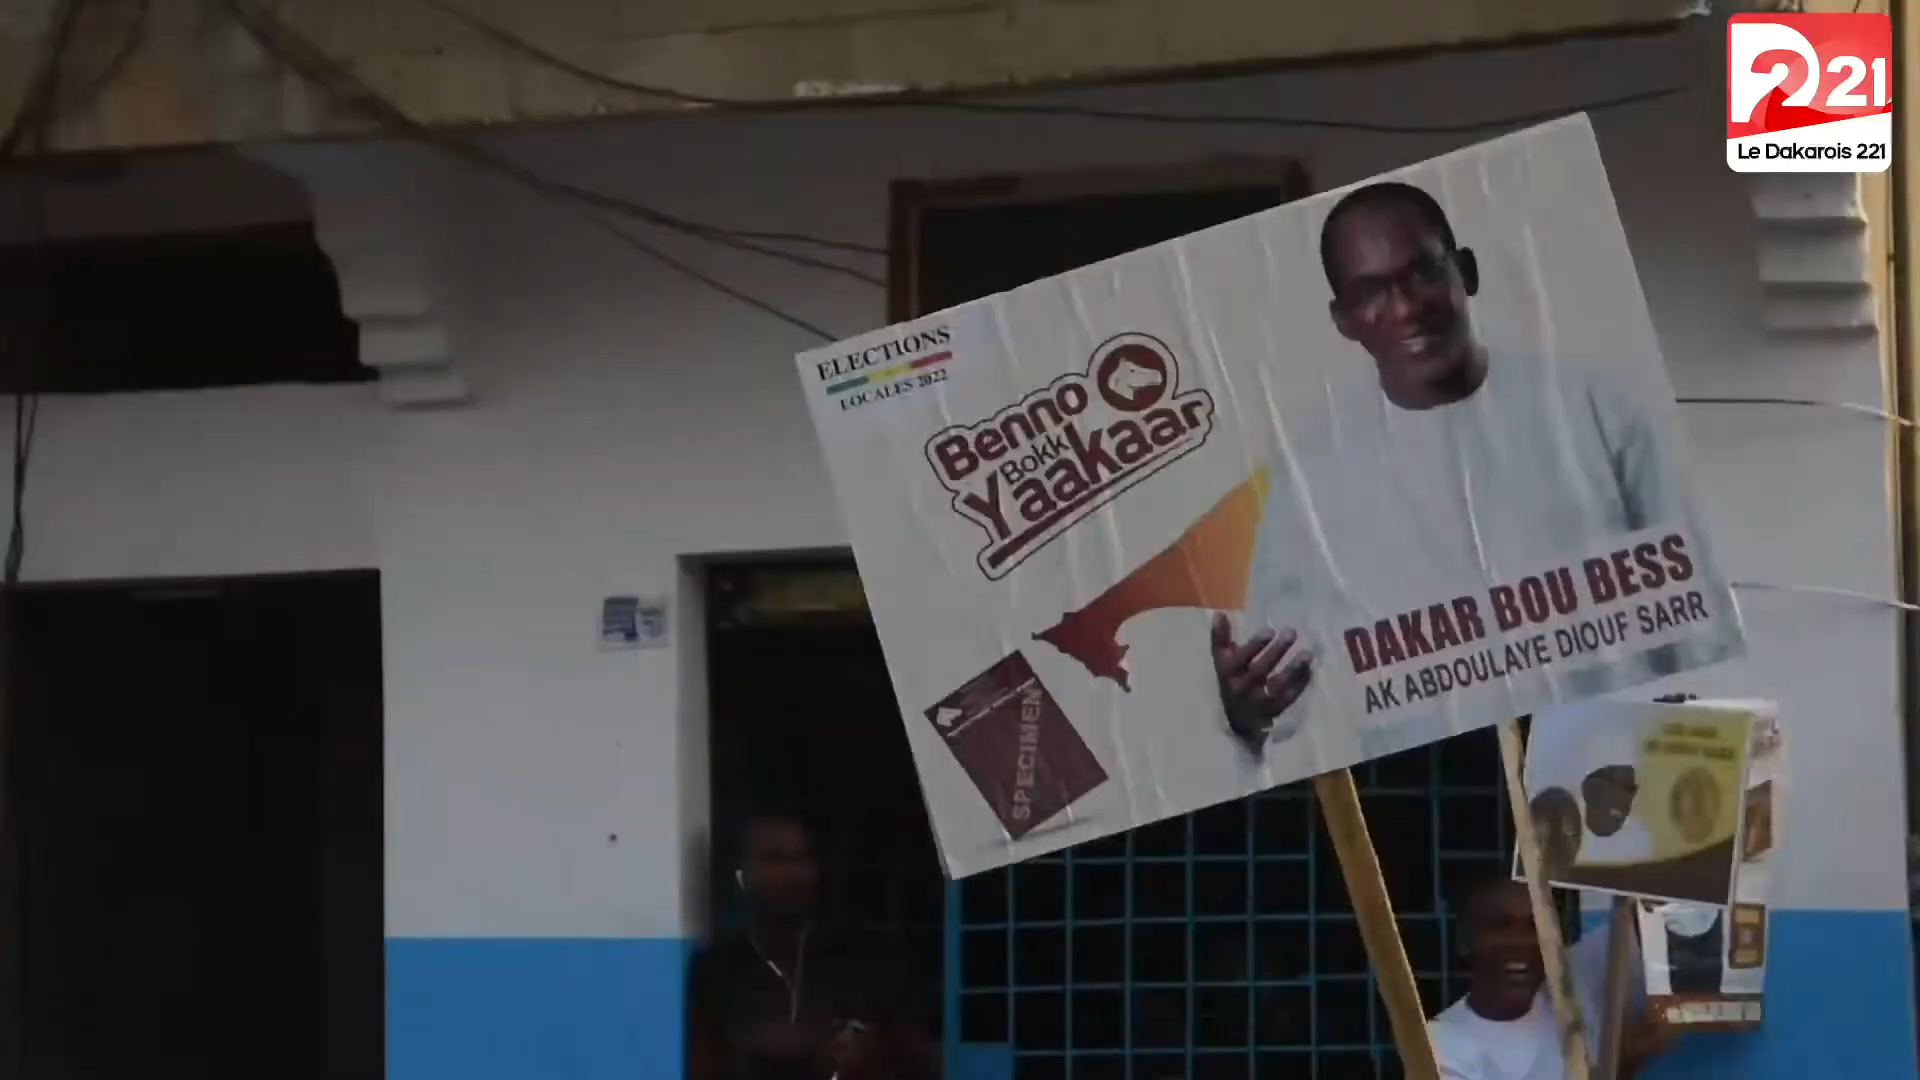 221
Le Dakarois 221
ELECTIONS
LOCALES 2022
Benno
Bokk
Yaakaar
DAKAR BOU BESS
AK ABDOULAYE DIOUF SARR
SPECIMEN